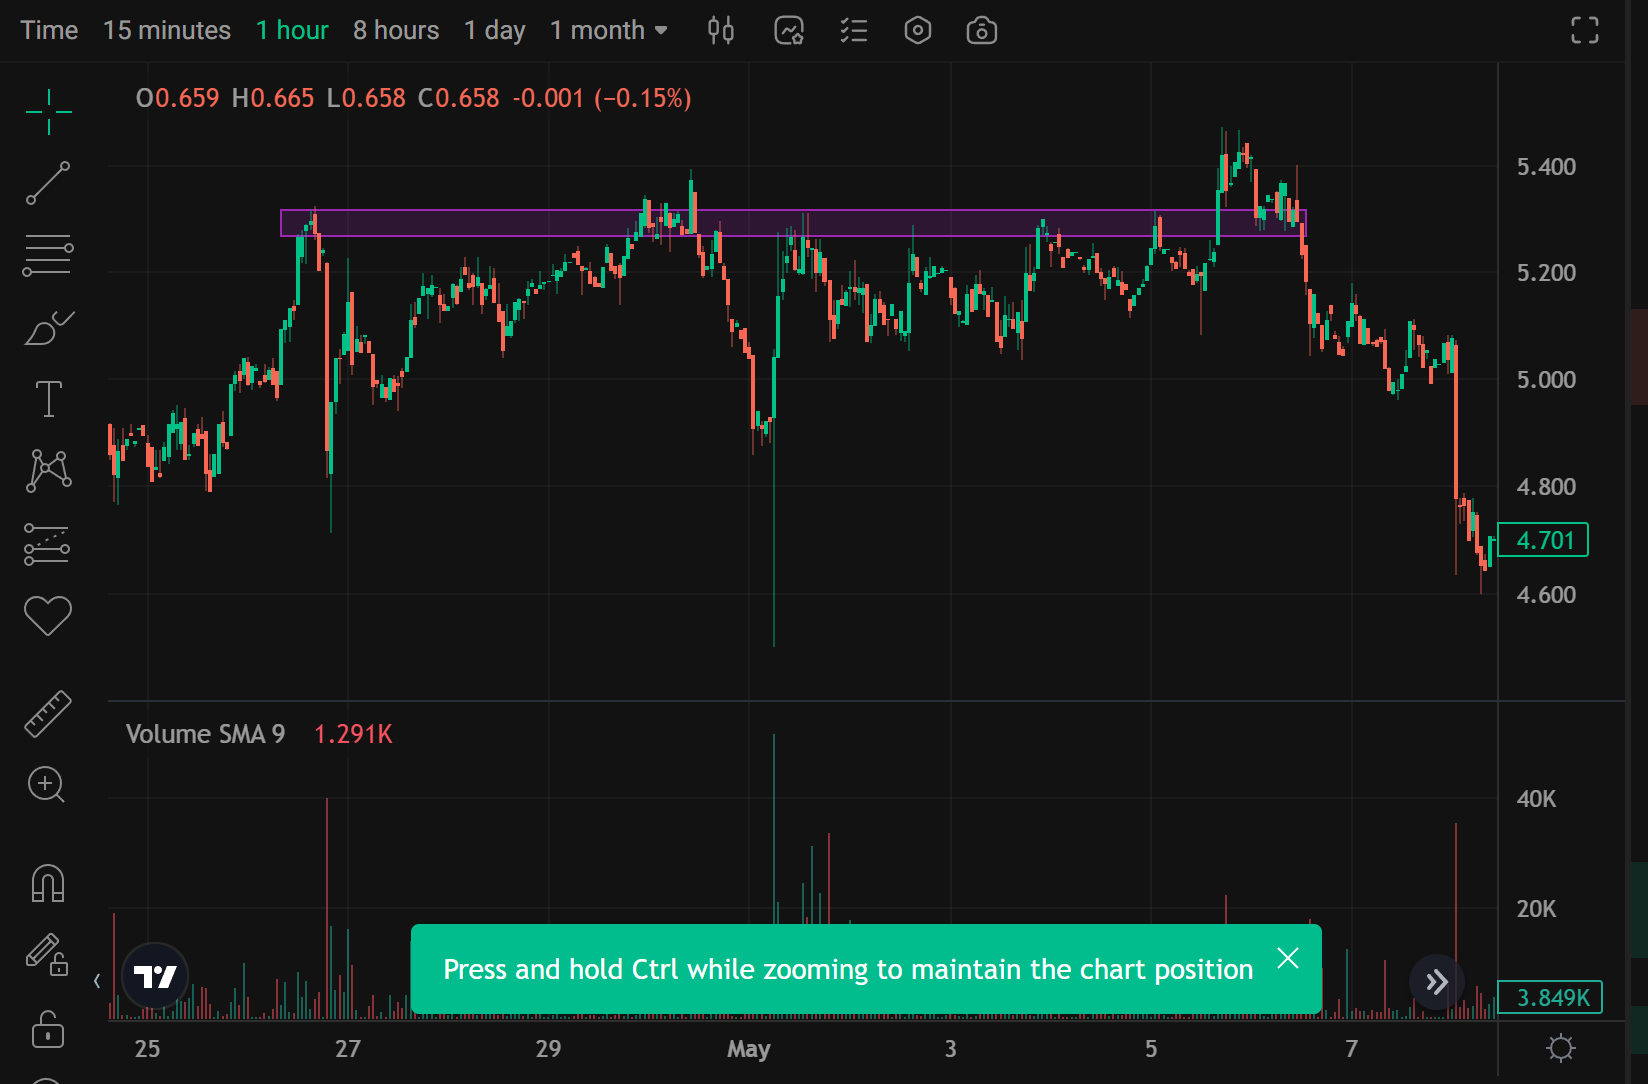 Time 15 minutes 1 hour 8 hours 1 day 1 month
O0.659 H0.665 L0.658 C0.658 -0.001 (−0.15%)
5.400
5.200
5.000
4.800
4.701
4.600
Volume SMA 9 1.291K
40K
20K
Press and hold Ctrl while zooming to maintain the chart position
3.849K
25 27 29 May 3 5 7